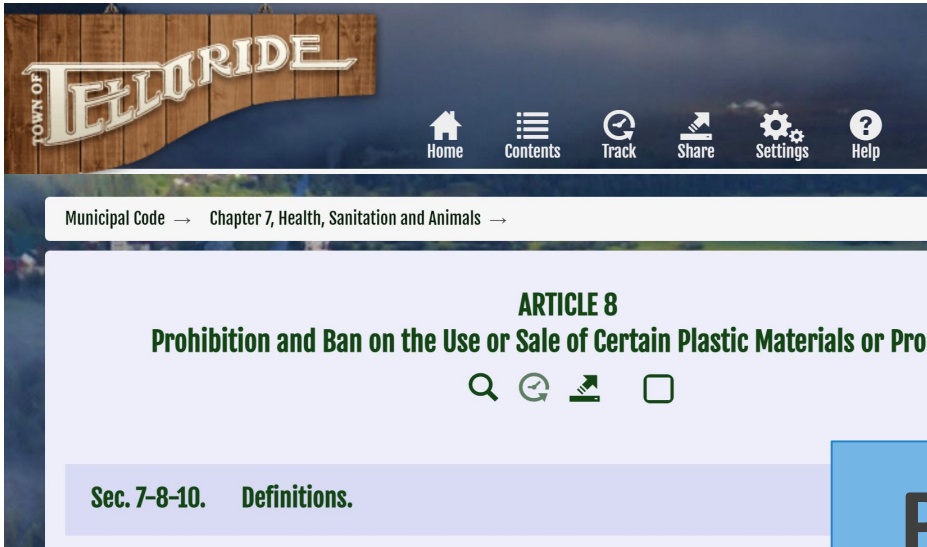 TOWN OF
TELLURIDE
Home Contents Track Share Settings Help
Municipal Code → Chapter 7, Health, Sanitation and Animals →
ARTICLE 8
Prohibition and Ban on the Use or Sale of Certain Plastic Materials or Pro
Sec. 7-8-10. Definitions.